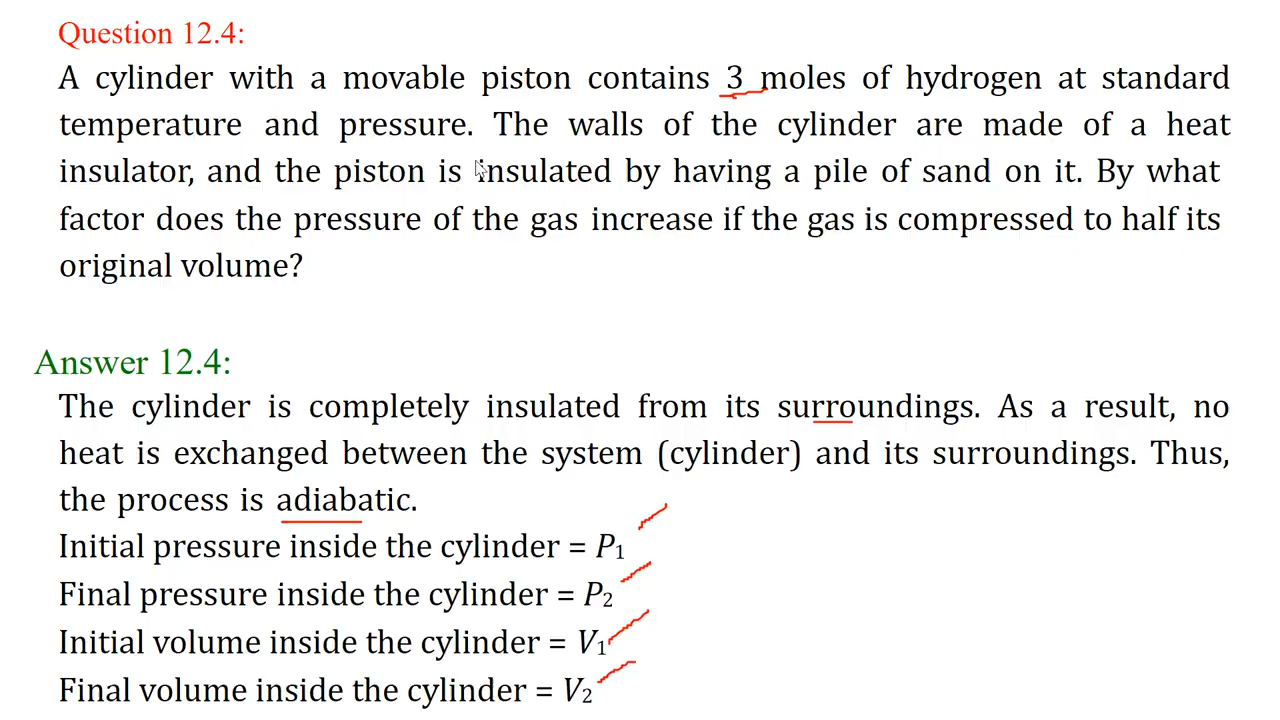 Question 12.4:
A cylinder with a movable piston contains 3 moles of hydrogen at standard
temperature and pressure. The walls of the cylinder are made of a heat
insulator, and the piston is insulated by having a pile of sand on it. By what
factor does the pressure of the gas increase if the gas is compressed to half its
original volume?
Answer 12.4:
The cylinder is completely insulated from its surroundings. As a result, no
heat is exchanged between the system (cylinder) and its surroundings. Thus,
the process is adiabatic.
Initial pressure inside the cylinder = P₁
Final pressure inside the cylinder = P₂
Initial volume inside the cylinder = V₁
Final volume inside the cylinder = V₂